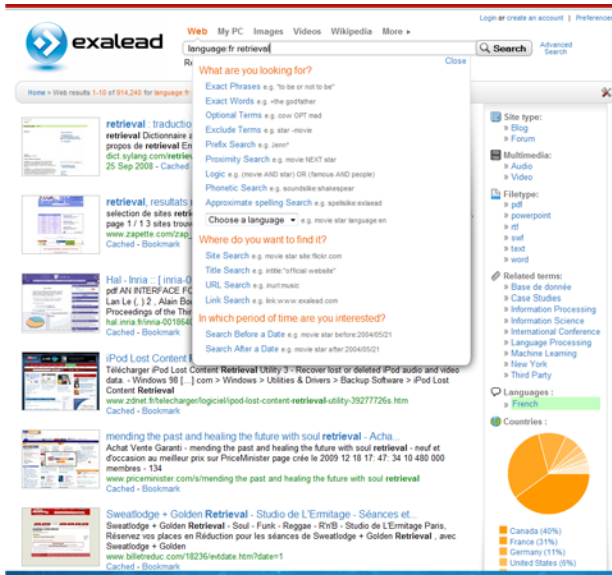 Login or create an account | Preferences
exalead
Web My PC Images Videos Wikipedia More ▸
language:fr retrieval
Search
Advanced Search
Close
Home > Web results 1-10 of 914,240 for language:fr
What are you looking for?
Exact Phrases e.g. "to be or not to be"
Exact Words e.g. +the godfather
Optional Terms e.g. cow OPT mad
Exclude Terms e.g. star -movie
Prefix Search e.g. Jenn*
Proximity Search e.g. movie NEXT star
Logic e.g. (movie AND star) OR (famous AND people)
Phonetic Search e.g. soundslike:shakespear
Approximate spelling Search e.g. spellslike:exalaead
Choose a language e.g. movie star language:en
Where do you want to find it?
Site Search e.g. movie star site:flickr.com
Title Search e.g. intitle:"official website"
URL Search e.g. inurl:music
Link Search e.g. link:www.exalead.com
In which period of time are you interested?
Search Before a Date e.g. movie star before:2004/05/21
Search After a Date e.g. movie star after:2004/05/21
retrieval : traductio
retrieval Dictionnaire a
propos de retrieval En
dict.sylang.com/retriev
25 Sep 2008 - Cached
retrieval, resultats
selection de sites retrie
page 1 / 1 3 sites trouv
www.zapette.com/zap_
Cached - Bookmark
Hal - Inria :: [ inria-0
pdf AN INTERFACE FO
Lan Le (, ) 2 , Alain Bo
Proceedings of the Thir
hal.inria.fr/inria-0018640
Cached - Bookmark
iPod Lost Content R
Télécharger iPod Lost Content Retrieval Utility 3 - Recover lost or deleted iPod audio and video
data. - Windows 98 [...] com > Windows > Utilities & Drivers > Backup Software > iPod Lost
Content Retrieval
www.zdnet.fr/telecharger/logiciel/ipod-lost-content-retrieval-utility-39277726s.htm
Cached - Bookmark
mending the past and healing the future with soul retrieval - Acha...
Achat Vente Garanti - mending the past and healing the future with soul retrieval - neuf et
d'occasion au meilleur prix sur PriceMinister page crée le 2009 12 18 17: 47: 34 10 480 000
membres - 134
www.priceminister.com/s/mending the past and healing the future with soul retrieval
Cached - Bookmark
Sweatlodge + Golden Retrieval - Studio de L'Ermitage - Séances et...
Sweatlodge + Golden Retrieval - Soul - Funk - Reggae - R'n'B - Studio de L'Ermitage Paris,
Réservez vos places en Réduction pour les séances de Sweatlodge + Golden Retrieval , avec
Sweatlodge + Golden
www.billetreduc.com/18236/evtdate.htm?date=1
Cached - Bookmark
Site type:
» Blog
» Forum
Multimedia:
» Audio
» Video
Filetype:
» pdf
» powerpoint
» rtf
» swf
» text
» word
Related terms:
» Base de donnée
» Case Studies
» Information Processing
» Information Science
» International Conference
» Language Processing
» Machine Learning
» New York
» Third Party
Languages :
» French
Countries :
Canada (40%)
France (31%)
Germany (11%)
United States (6%)